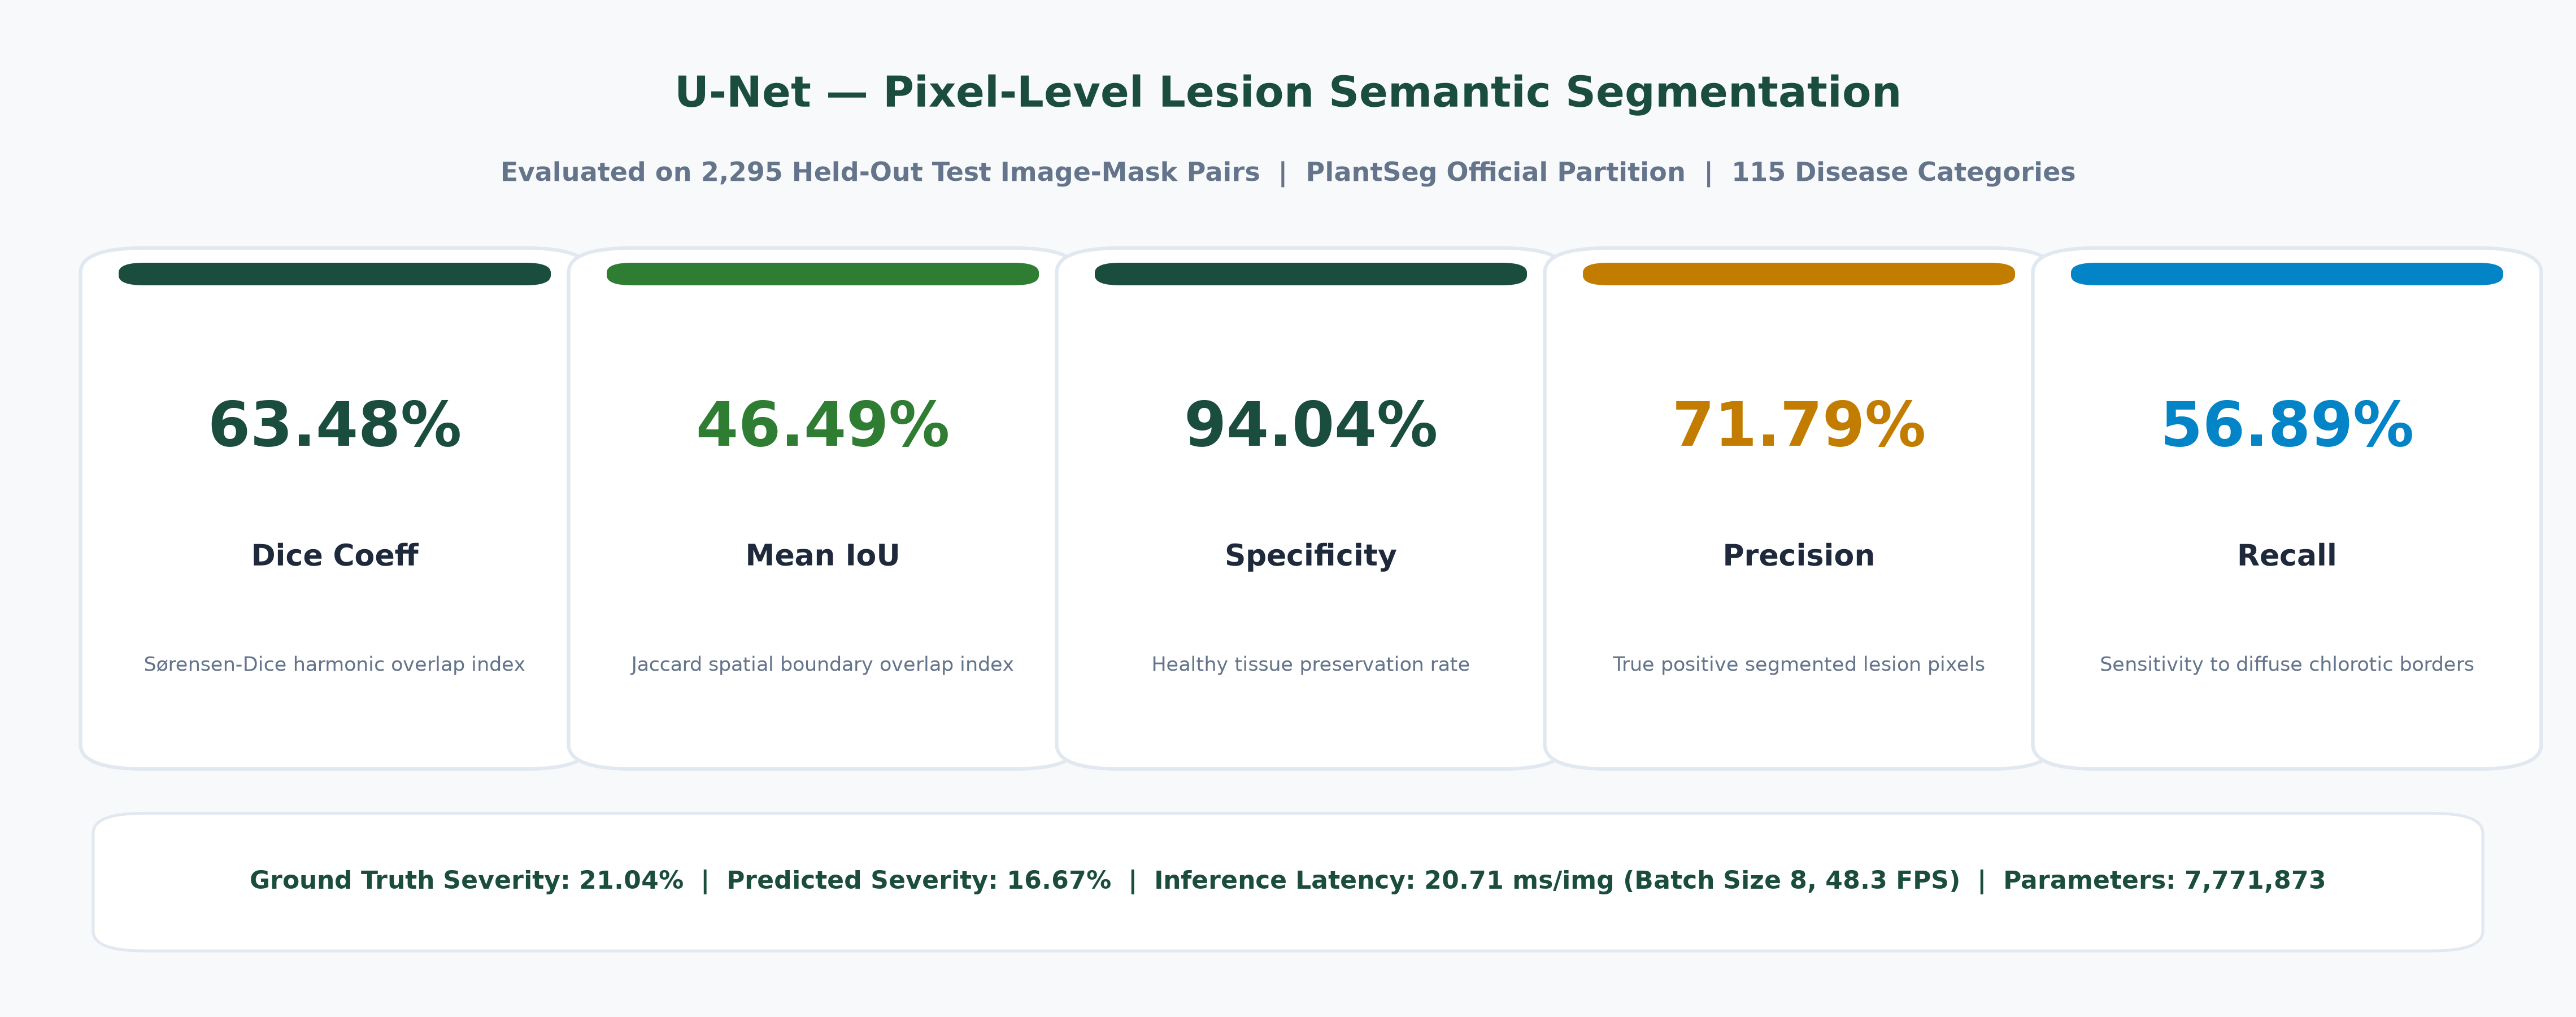 U-Net — Pixel-Level Lesion Semantic Segmentation
Evaluated on 2,295 Held-Out Test Image-Mask Pairs | PlantSeg Official Partition | 115 Disease Categories
63.48%
Dice Coeff
Sørensen-Dice harmonic overlap index
46.49%
Mean IoU
Jaccard spatial boundary overlap index
94.04%
Specificity
Healthy tissue preservation rate
71.79%
Precision
True positive segmented lesion pixels
56.89%
Recall
Sensitivity to diffuse chlorotic borders
Ground Truth Severity: 21.04% | Predicted Severity: 16.67% | Inference Latency: 20.71 ms/img (Batch Size 8, 48.3 FPS) | Parameters: 7,771,873